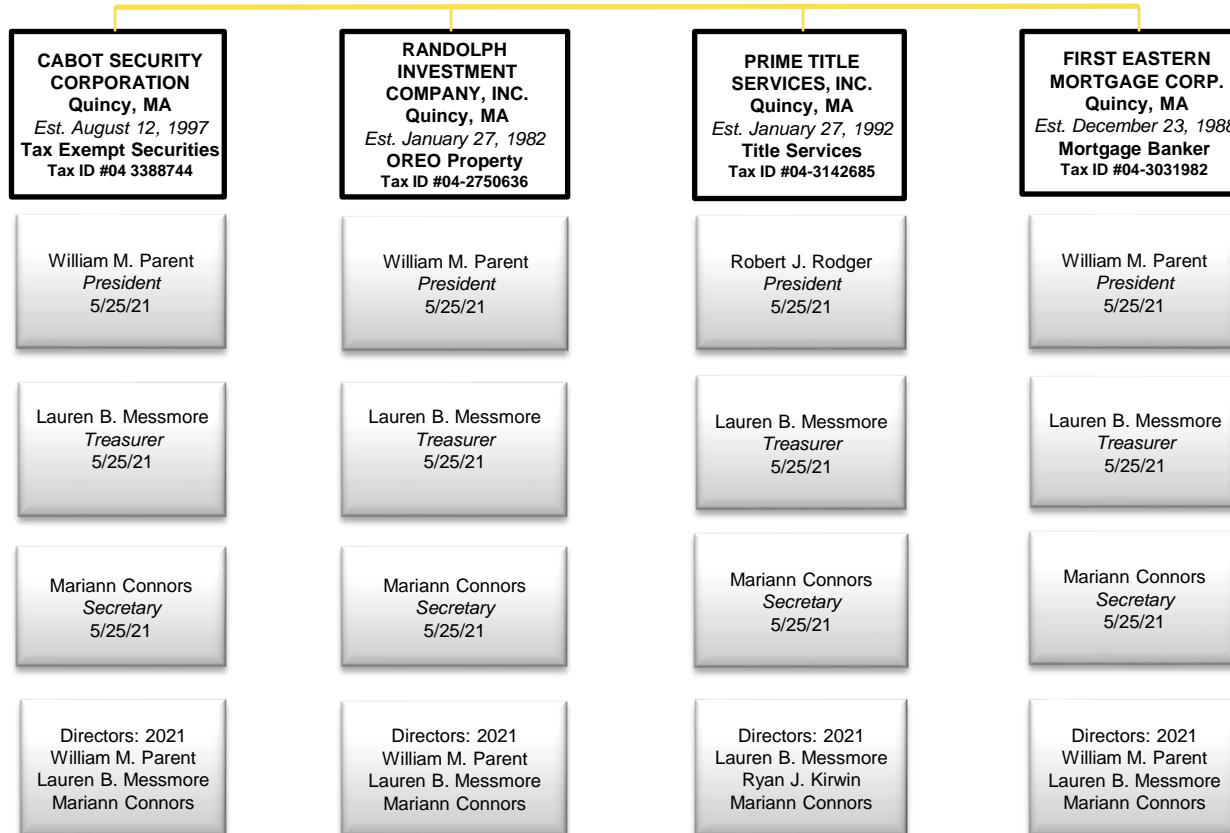 CABOT SECURITY
CORPORATION
Quincy, MA
Est. August 12, 1997
Tax Exempt Securities
Tax ID #04 3388744
William M. Parent
President
5/25/21
Lauren B. Messmore
Treasurer
5/25/21
Mariann Connors
Secretary
5/25/21
Directors: 2021
William M. Parent
Lauren B. Messmore
Mariann Connors
RANDOLPH
INVESTMENT
COMPANY, INC.
Quincy, MA
Est. January 27, 1982
OREO Property
Tax ID #04-2750636
William M. Parent
President
5/25/21
Lauren B. Messmore
Treasurer
5/25/21
Mariann Connors
Secretary
5/25/21
Directors: 2021
William M. Parent
Lauren B. Messmore
Mariann Connors
PRIME TITLE
SERVICES, INC.
Quincy, MA
Est. January 27, 1992
Title Services
Tax ID #04-3142685
Robert J. Rodger
President
5/25/21
Lauren B. Messmore
Treasurer
5/25/21
Mariann Connors
Secretary
5/25/21
Directors: 2021
Lauren B. Messmore
Ryan J. Kirwin
Mariann Connors
FIRST EASTERN
MORTGAGE CORP.
Quincy, MA
Est. December 23, 1988
Mortgage Banker
Tax ID #04-3031982
William M. Parent
President
5/25/21
Lauren B. Messmore
Treasurer
5/25/21
Mariann Connors
Secretary
5/25/21
Directors: 2021
William M. Parent
Lauren B. Messmore
Mariann Connors